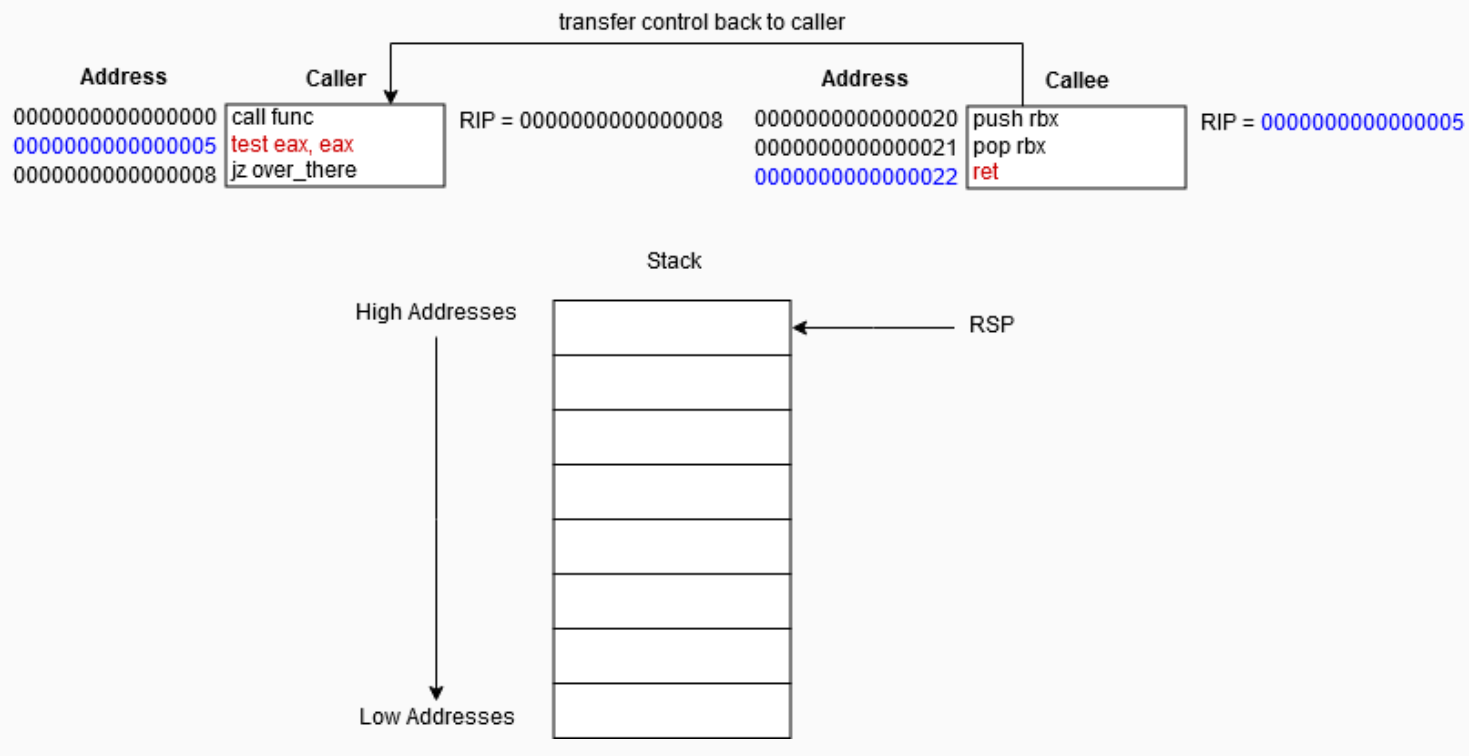 transfer control back to caller
Address Caller Address Callee
0000000000000000 call func RIP = 0000000000000008 0000000000000020 push rbx RIP = 0000000000000005
0000000000000005 test eax, eax 0000000000000021 pop rbx
0000000000000008 jz over_there 0000000000000022 ret
Stack
High Addresses
RSP
Low Addresses